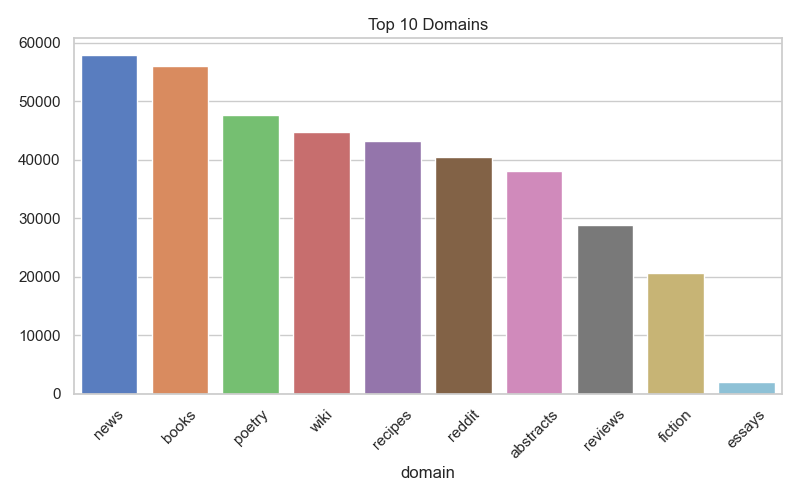 Top 10 Domains
60000
50000
40000
30000
20000
10000
0
news
books
poetry
wiki
recipes
reddit
abstracts
reviews
fiction
essays
domain